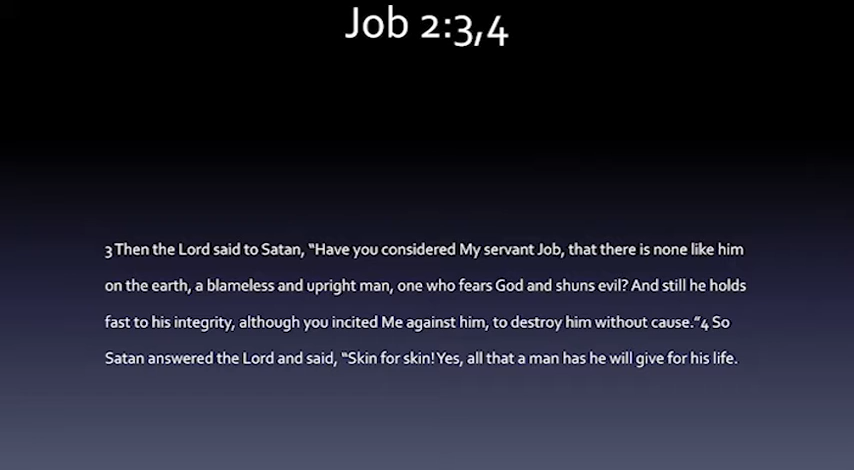 Job 2:3,4
3 Then the Lord said to Satan, “Have you considered My servant Job, that there is none like him
on the earth, a blameless and upright man, one who fears God and shuns evil? And still he holds
fast to his integrity, although you incited Me against him, to destroy him without cause.”4 So
Satan answered the Lord and said, “Skin for skin! Yes, all that a man has he will give for his life.